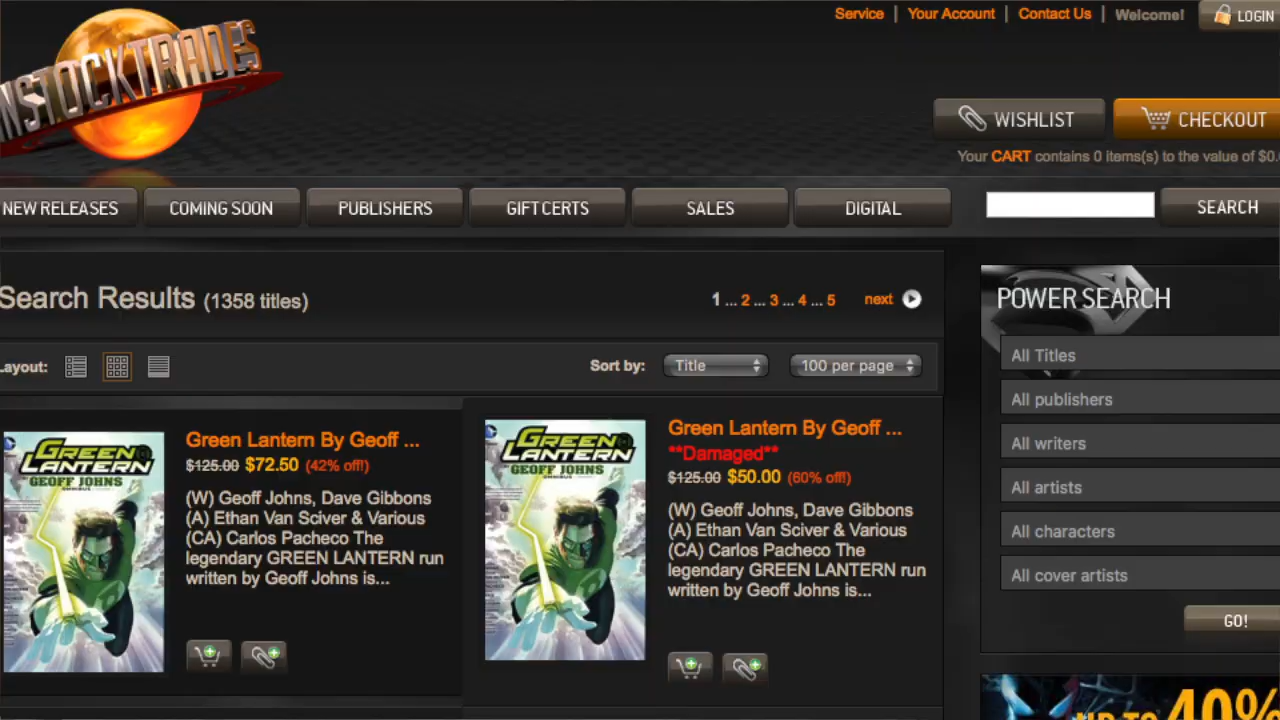 Service | Your Account | Contact Us | Welcome! LOGIN
NSTOCKTRADES
WISHLIST CHECKOUT
Your CART contains 0 items(s) to the value of $0.
NEW RELEASES COMING SOON PUBLISHERS GIFT CERTS SALES DIGITAL SEARCH
Search Results (1358 titles)
1 ... 2 ... 3 ... 4 ... 5 next
Layout:
Sort by: Title 100 per page
GREEN LANTERN
GEOFF JOHNS
OMNIBUS
Green Lantern By Geoff ...
$125.00 $72.50 (42% off!)
(W) Geoff Johns, Dave Gibbons
(A) Ethan Van Sciver & Various
(CA) Carlos Pacheco The
legendary GREEN LANTERN run
written by Geoff Johns is...
GREEN LANTERN
GEOFF JOHNS
OMNIBUS
Green Lantern By Geoff ...
**Damaged**
$125.00 $50.00 (60% off!)
(W) Geoff Johns, Dave Gibbons
(A) Ethan Van Sciver & Various
(CA) Carlos Pacheco The
legendary GREEN LANTERN run
written by Geoff Johns is...
POWER SEARCH
All Titles
All publishers
All writers
All artists
All characters
All cover artists
GO!
UP TO 40%